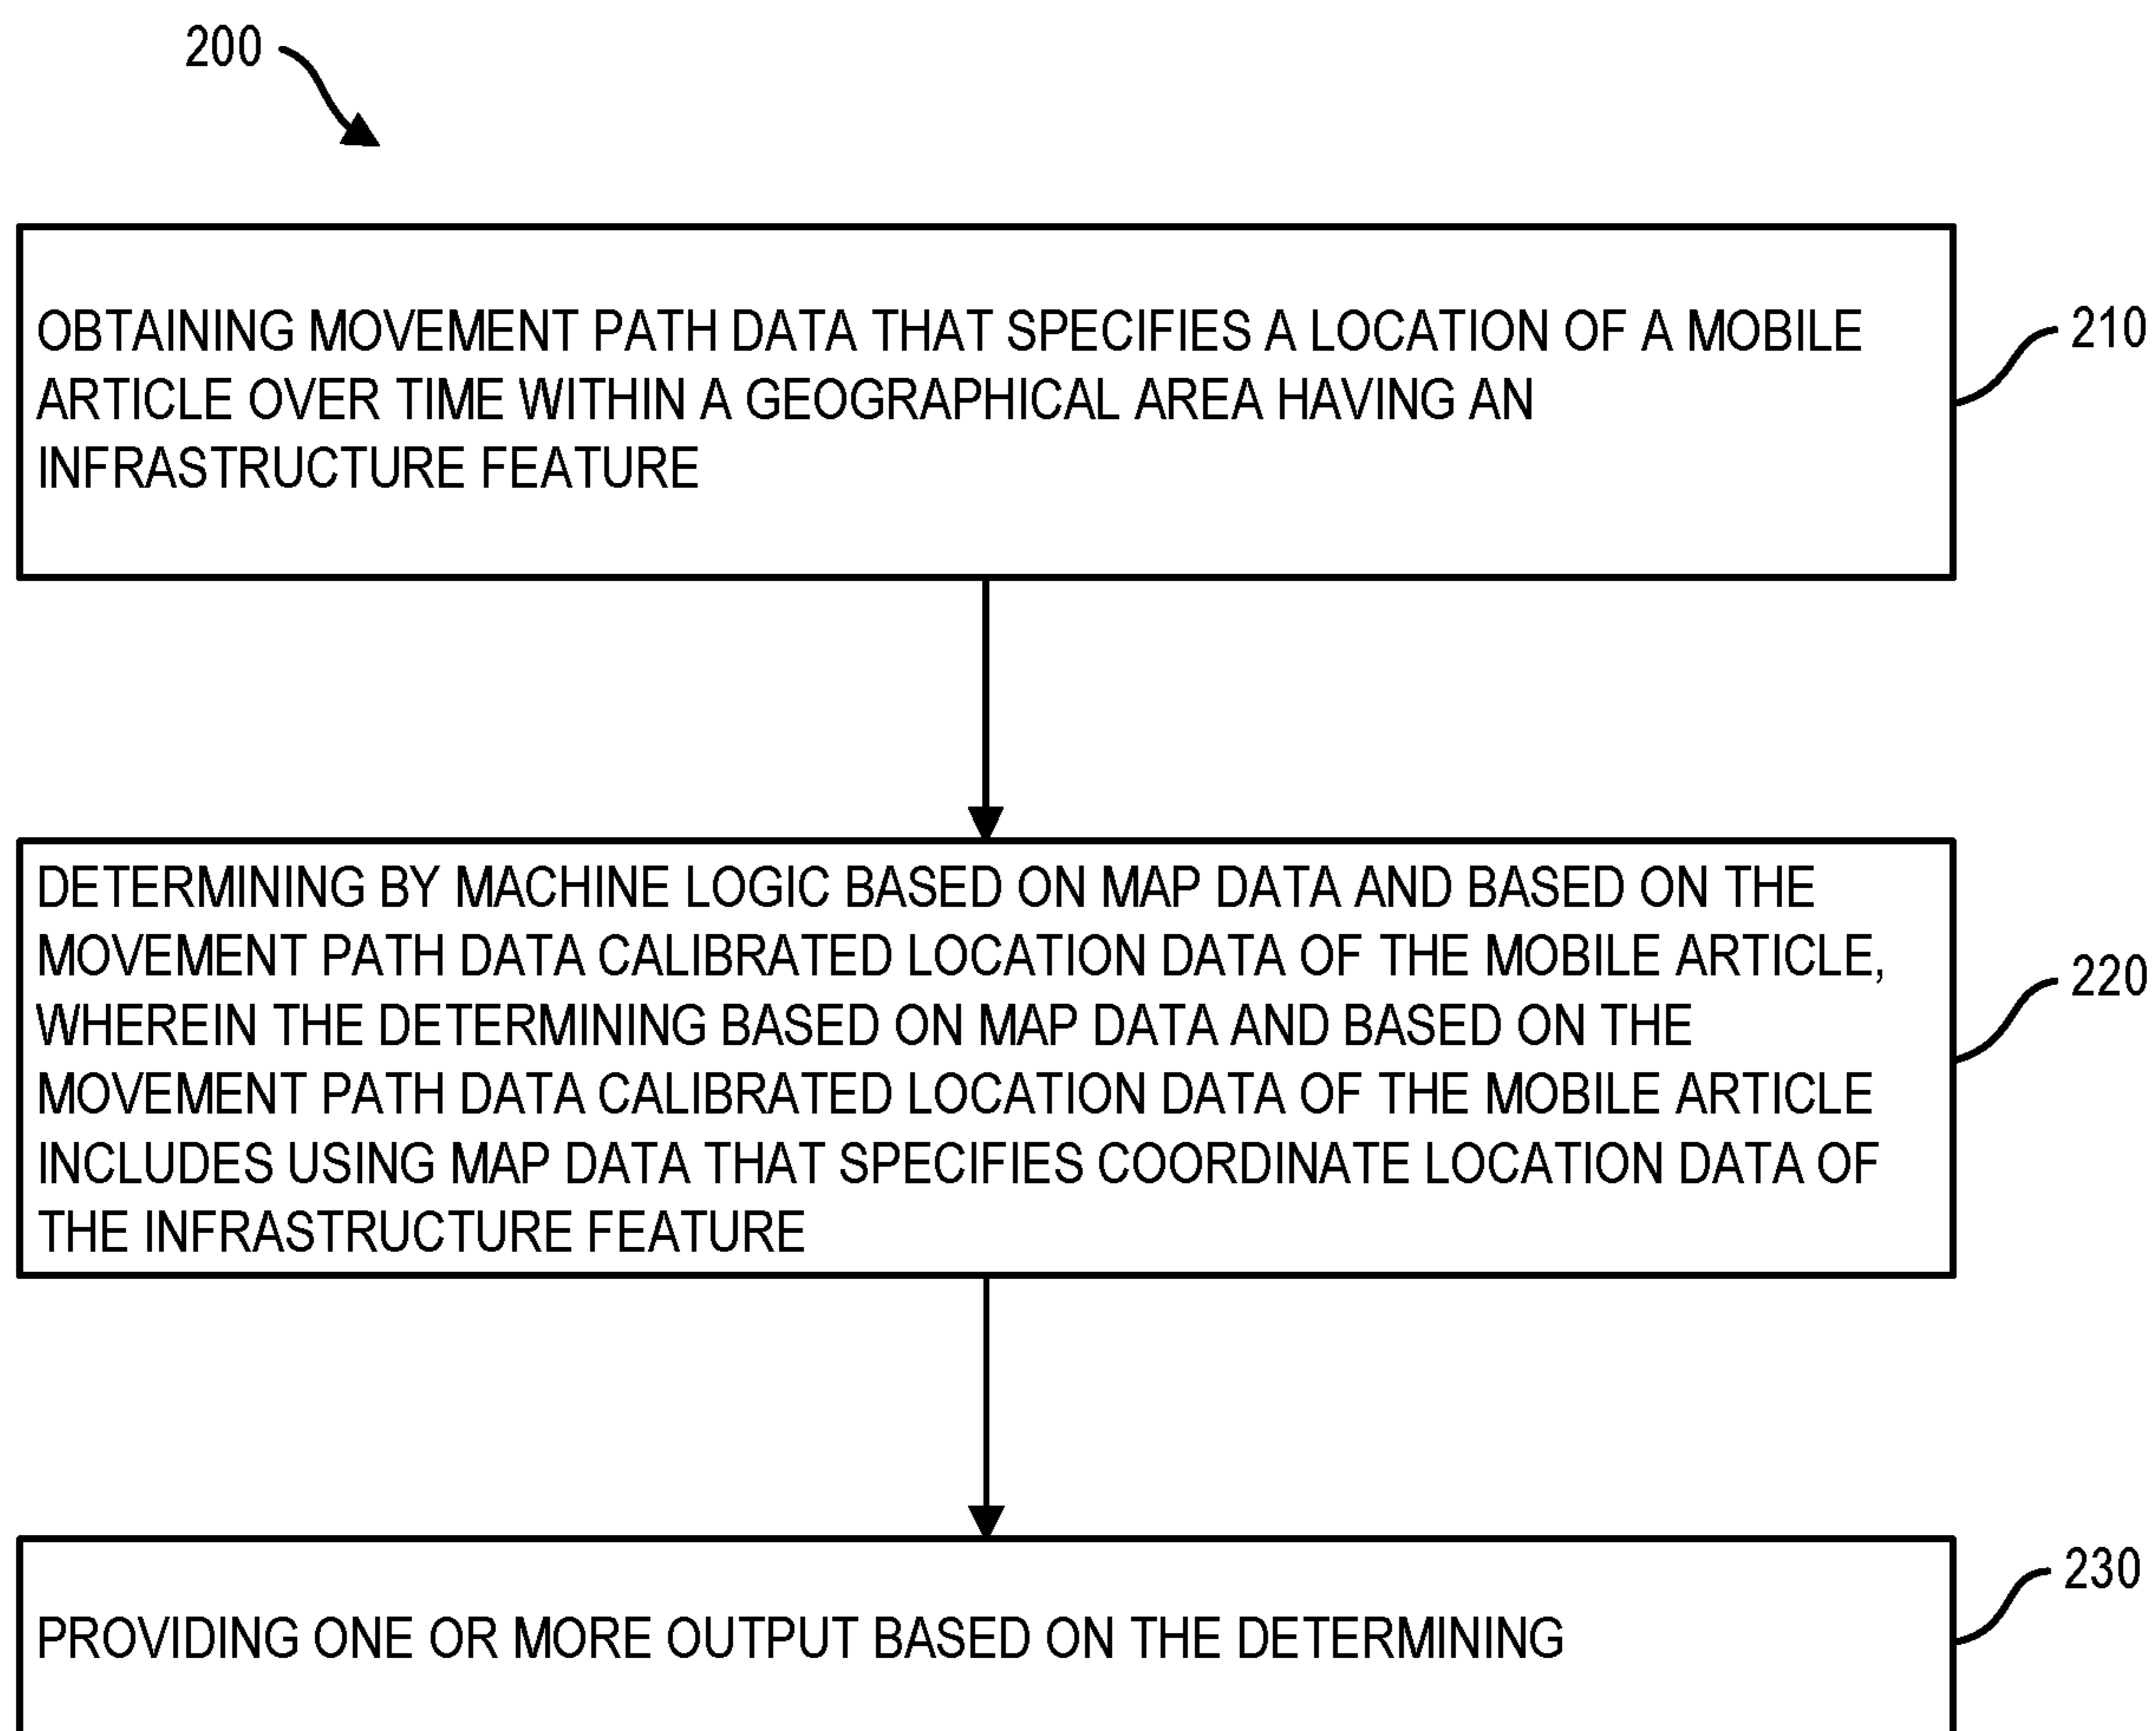 200
OBTAINING MOVEMENT PATH DATA THAT SPECIFIES A LOCATION OF A MOBILE
ARTICLE OVER TIME WITHIN A GEOGRAPHICAL AREA HAVING AN
INFRASTRUCTURE FEATURE
210
DETERMINING BY MACHINE LOGIC BASED ON MAP DATA AND BASED ON THE
MOVEMENT PATH DATA CALIBRATED LOCATION DATA OF THE MOBILE ARTICLE,
WHEREIN THE DETERMINING BASED ON MAP DATA AND BASED ON THE
MOVEMENT PATH DATA CALIBRATED LOCATION DATA OF THE MOBILE ARTICLE
INCLUDES USING MAP DATA THAT SPECIFIES COORDINATE LOCATION DATA OF
THE INFRASTRUCTURE FEATURE
220
PROVIDING ONE OR MORE OUTPUT BASED ON THE DETERMINING
230